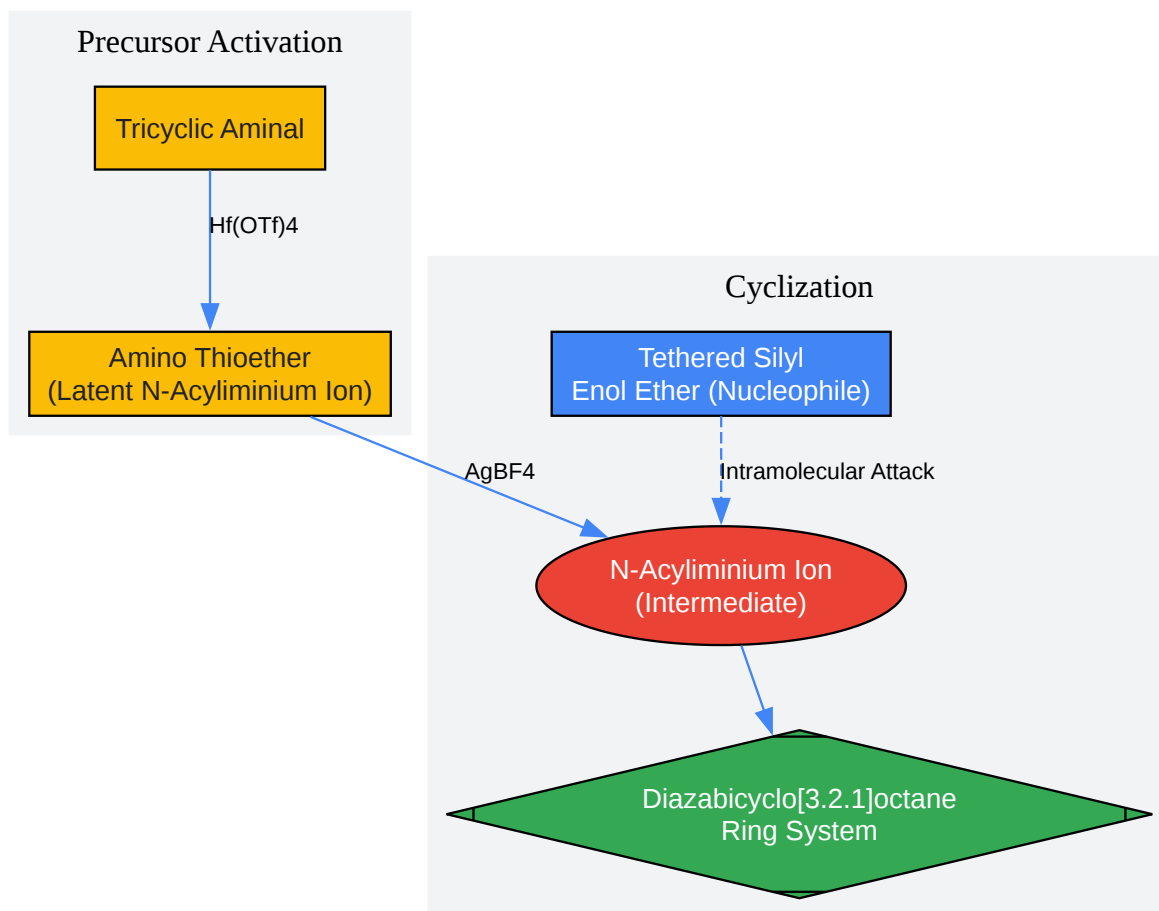 Precursor Activation
Tricyclic Aminal
Hf(OTf)4
Amino Thioether
(Latent N-Acyliminium Ion)
Cyclization
Tethered Silyl
Enol Ether (Nucleophile)
AgBF4
Intramolecular Attack
N-Acyliminium Ion
(Intermediate)
Diazabicyclo[3.2.1]octane
Ring System